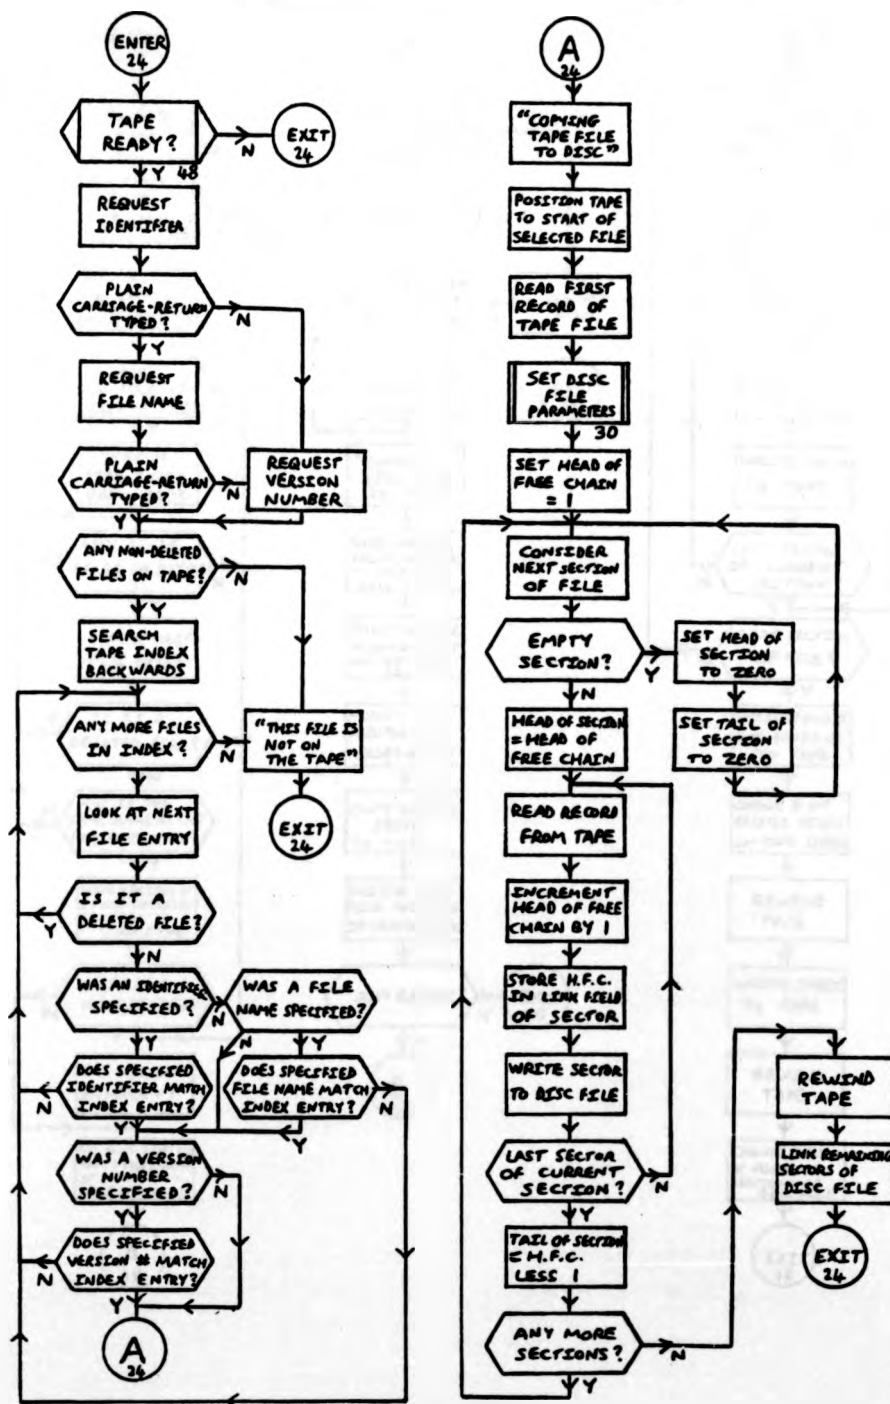 ENTER
24
TAPE
READY?
N
EXIT
24
Y
48
REQUEST
IDENTIFIER
PLAIN
CARRIAGE-RETURN
TYPED?
N
Y
REQUEST
FILE NAME
PLAIN
CARRIAGE-RETURN
TYPED?
N
REQUEST
VERSION
NUMBER
Y
ANY NON-DELETED
FILES ON TAPE?
N
Y
SEARCH
TAPE INDEX
BACKWARDS
ANY MORE FILES
IN INDEX?
N
"THIS FILE IS
NOT ON
THE TAPE"
Y
LOOK AT NEXT
FILE ENTRY
EXIT
24
IS IT A
DELETED FILE?
Y
N
WAS AN IDENTIFIER
SPECIFIED?
N
WAS A FILE
NAME SPECIFIED?
Y
N
Y
DOES SPECIFIED
IDENTIFIER MATCH
INDEX ENTRY?
N
DOES SPECIFIED
FILE NAME MATCH
INDEX ENTRY?
N
Y
Y
WAS A VERSION
NUMBER
SPECIFIED?
N
Y
DOES SPECIFIED
VERSION # MATCH
INDEX ENTRY?
N
Y
A
24
A
24
"COPYING
TAPE FILE
TO DISC"
POSITION TAPE
TO START OF
SELECTED FILE
READ FIRST
RECORD OF
TAPE FILE
SET DISC
FILE
PARAMETERS
30
SET HEAD OF
FREE CHAIN
= 1
CONSIDER
NEXT SECTION
OF FILE
EMPTY
SECTION?
Y
SET HEAD OF
SECTION
TO ZERO
N
SET TAIL OF
SECTION
TO ZERO
HEAD OF SECTION
= HEAD OF
FREE CHAIN
READ RECORD
FROM TAPE
INCREMENT
HEAD OF FREE
CHAIN BY 1
STORE H.F.C.
IN LINK FIELD
OF SECTOR
WRITE SECTOR
TO DISC FILE
LAST SECTOR
OF CURRENT
SECTION?
N
Y
TAIL OF SECTION
= H.F.C.
LESS 1
ANY MORE
SECTIONS?
N
Y
REWIND
TAPE
LINK REMAINING
SECTORS OF
DISC FILE
EXIT
24